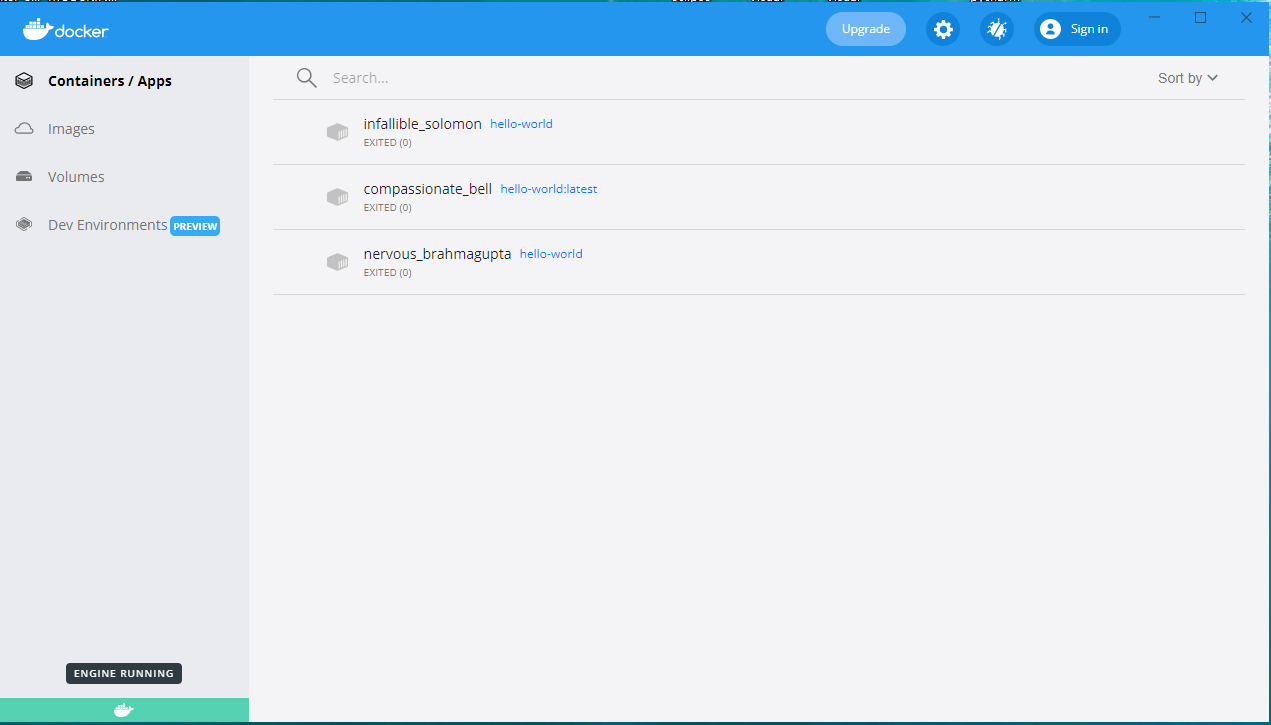 docker
Upgrade
Sign in
Containers / Apps
Images
Volumes
Dev Environments PREVIEW
Search...
Sort by
infallible_solomon hello-world
EXITED (0)
compassionate_bell hello-world:latest
EXITED (0)
nervous_brahmagupta hello-world
EXITED (0)
ENGINE RUNNING